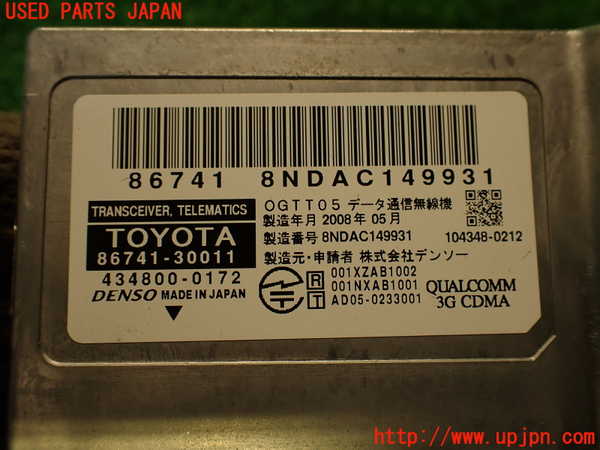 USED PARTS JAPAN
86741 8NDAC149931
TRANSCEIVER, TELEMATICS
TOYOTA
86741-30011
434800-0172
DENSO MADE IN JAPAN
OGTT05 データ通信無線機
製造年月 2008年05月
製造番号 8NDAC149931
104348-0212
製造元・申請者 株式会社デンソー
R 001XZAB1002
001NXAB1001
T AD05-0233001
QUALCOMM
3G CDMA
http://www.upjpn.com/